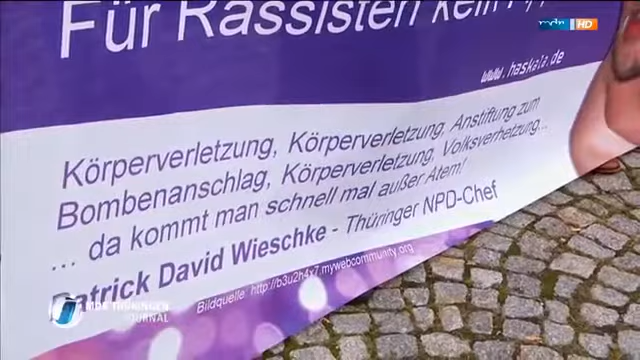 mdr HD
Für Rassisten kein
www.haskala.de
Körperverletzung, Körperverletzung, Anstiftung zum
Bombenanschlag, Körperverletzung, Volksverhetzung...
... da kommt man schnell mal außer Atem!
Patrick David Wieschke - Thüringer NPD-Chef
Bildquelle: http://b3u2h4x7.mywebcommunity.org
MDR THÜRINGEN
JOURNAL